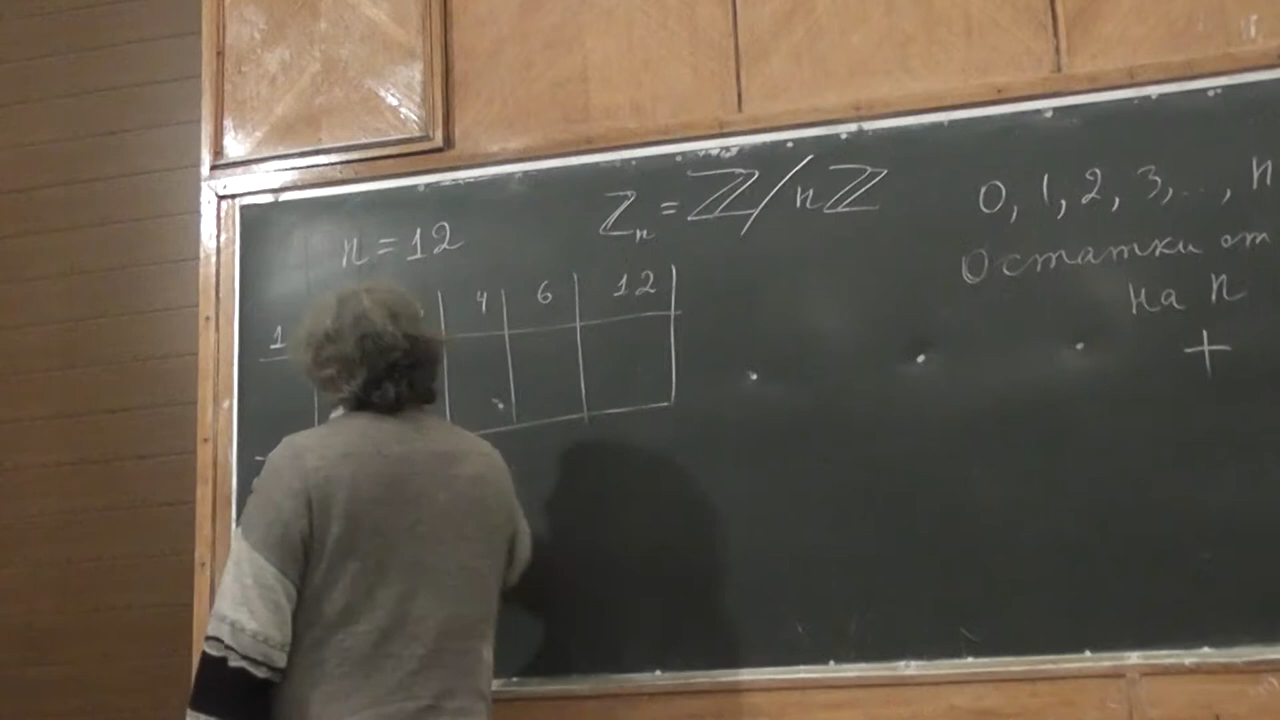 n = 12
ℤₙ = ℤ/nℤ
0, 1, 2, 3, ..., n
Остатки от
на n
+
1 4 6 12